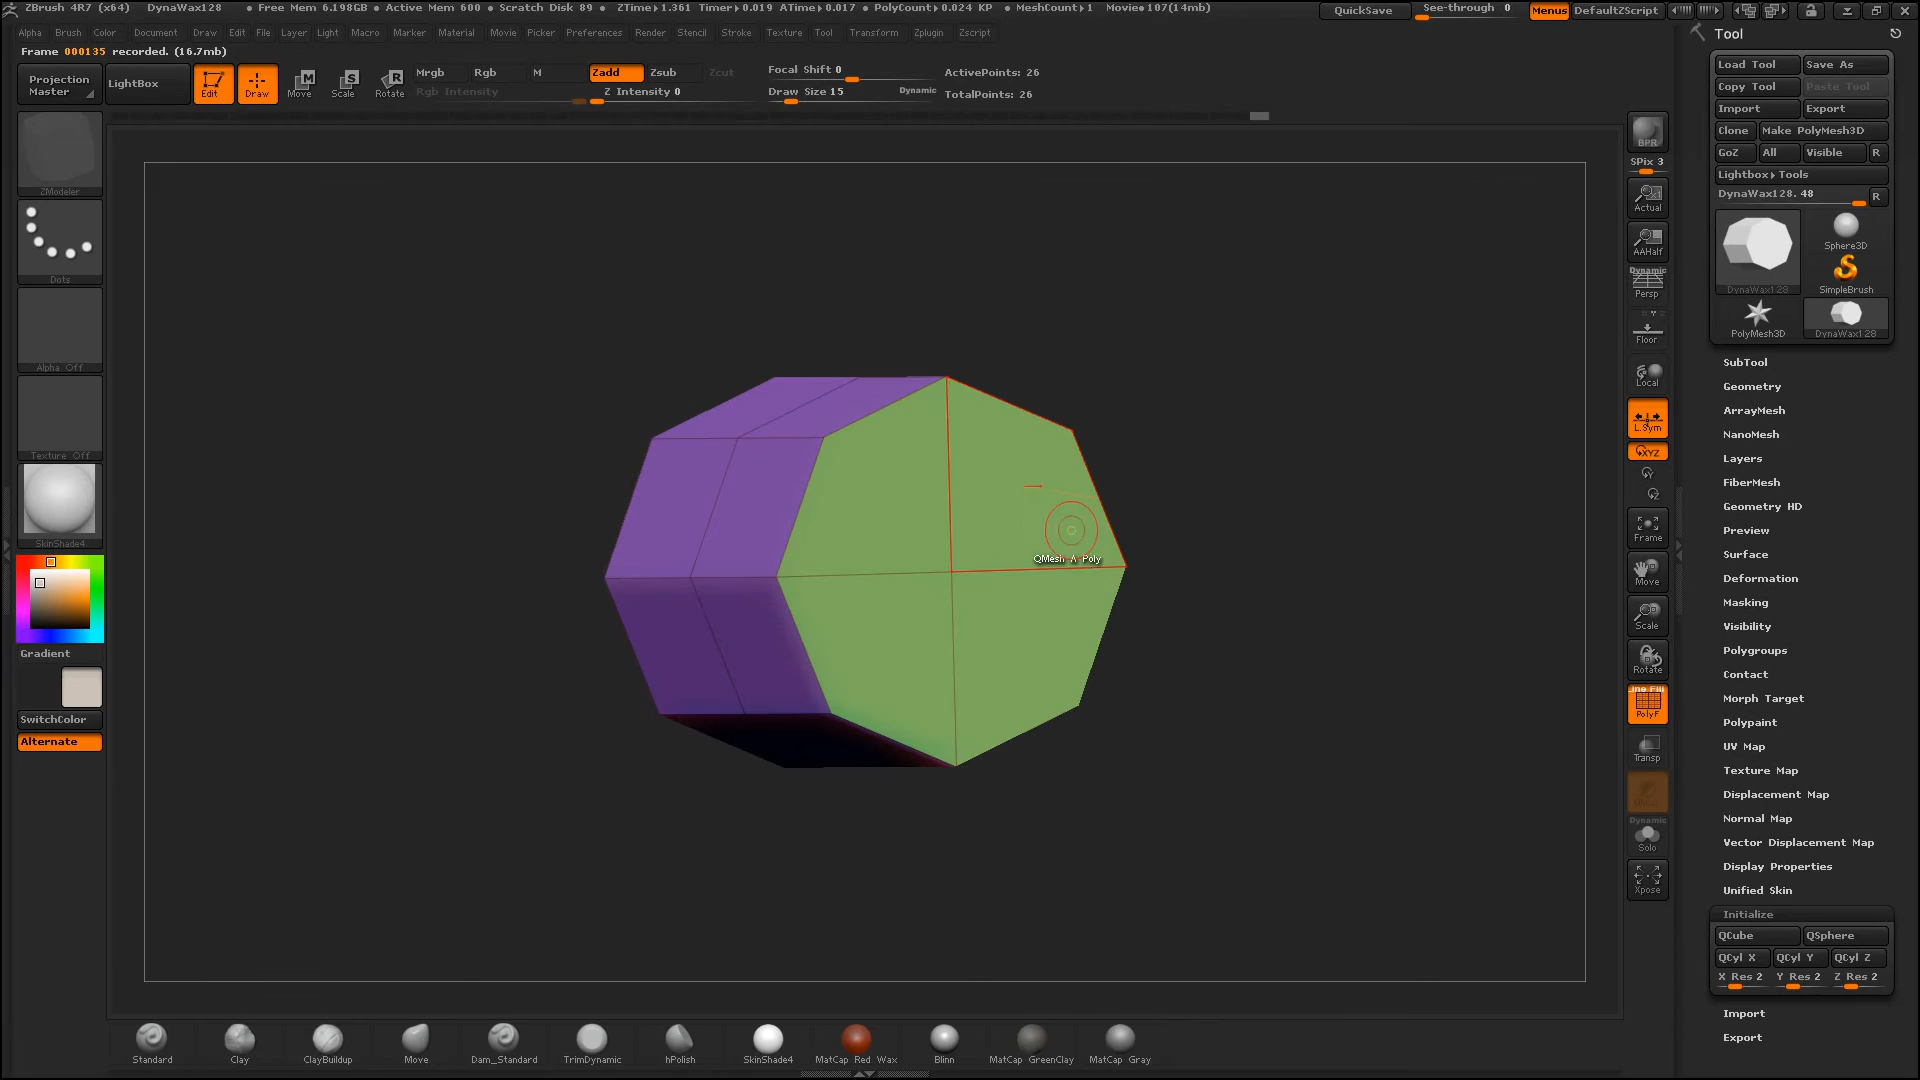 ZBrush 4R7 (x64) DynaWax128 • Free Mem 6.198GB • Active Mem 600 • Scratch Disk 89 • ZTime▸1.361 Timer▸0.019 ATime▸0.017 • PolyCount▸0.024 KP • MeshCount▸1 Movie•107(14mb) QuickSave See-through 0 Menus DefaultZScript
Alpha Brush Color Document Draw Edit File Layer Light Macro Marker Material Movie Picker Preferences Render Stencil Stroke Texture Tool Transform Zplugin Zscript
Frame 000135 recorded. (16.7mb)
Projection Master
LightBox
Edit
Draw
Move
Scale
Rotate
Mrgb Rgb M
Rgb Intensity
Zadd Zsub Zcut
Z Intensity 0
Focal Shift 0
Draw Size 15 Dynamic
ActivePoints: 26
TotalPoints: 26
ZModeler
Dots
Alpha Off
Texture Off
SkinShade4
Gradient
SwitchColor
Alternate
QMesh A Poly
BPR
SPix 3
Actual
AAHalf
Dynamic
Persp
Floor
Local
L.Sym
XYZ
Y
Z
Frame
Move
Scale
Rotate
Line Fill
PolyF
Transp
Dynamic
Solo
Xpose
Tool
Load Tool Save As
Copy Tool Paste Tool
Import Export
Clone Make PolyMesh3D
GoZ All Visible R
Lightbox▸Tools
DynaWax128. 48 R
DynaWax128
Sphere3D
SimpleBrush
PolyMesh3D
DynaWax128
SubTool
Geometry
ArrayMesh
NanoMesh
Layers
FiberMesh
Geometry HD
Preview
Surface
Deformation
Masking
Visibility
Polygroups
Contact
Morph Target
Polypaint
UV Map
Texture Map
Displacement Map
Normal Map
Vector Displacement Map
Display Properties
Unified Skin
Initialize
QCube QSphere
QCyl X QCyl Y QCyl Z
X Res 2 Y Res 2 Z Res 2
Import
Export
Standard Clay ClayBuildup Move Dam_Standard TrimDynamic hPolish SkinShade4 MatCap Red Wax Blinn MatCap GreenClay MatCap Gray